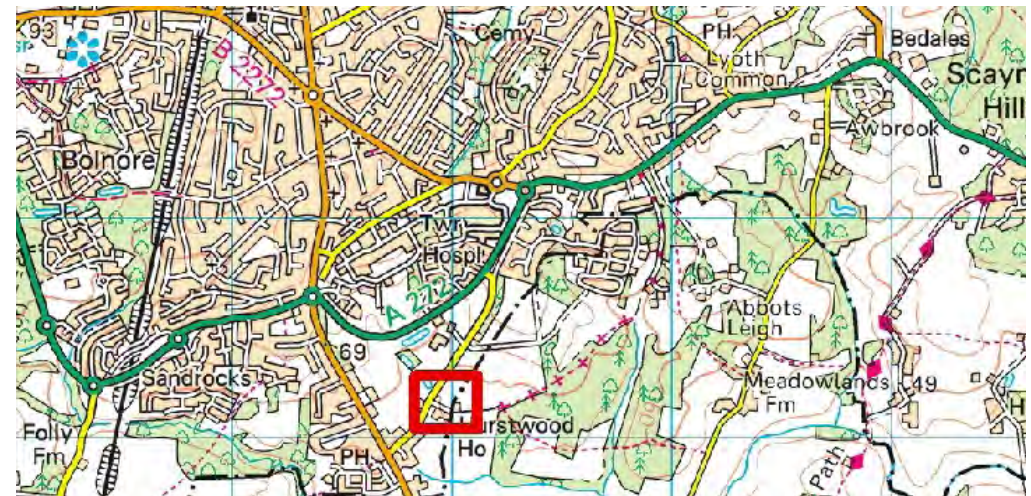 93
B 2272
Cemy
PH
Lyoth
Common
Bedales
Scayn
Hill
Awbrook
Bolnore
Twr
Hospl
A 272
69
Abbots
Leigh
Sandrocks
Meadowlands
Fm
49
H
Folly
Fm
urstwood
Ho
PH
Path